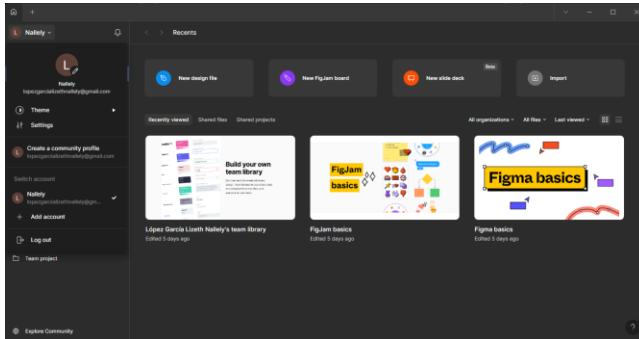 L Nallely
Recents
L
Nallely
lopezgarcializethnallely@gmail.com
Theme
Settings
L Create a community profile
lopezgarcializethnallely@gmail.com
Switch account
L Nallely
lopezgarcializethnallely@gm...
Add account
Log out
Team project
Explore Community
New design file
New FigJam board
Beta
New slide deck
Import
Recently viewed Shared files Shared projects
All organizations All files Last viewed
Build your own
team library
FigJam
basics
Figma basics
López García Lizeth Nallely's team library
Edited 5 days ago
FigJam basics
Edited 5 days ago
Figma basics
Edited 5 days ago
?